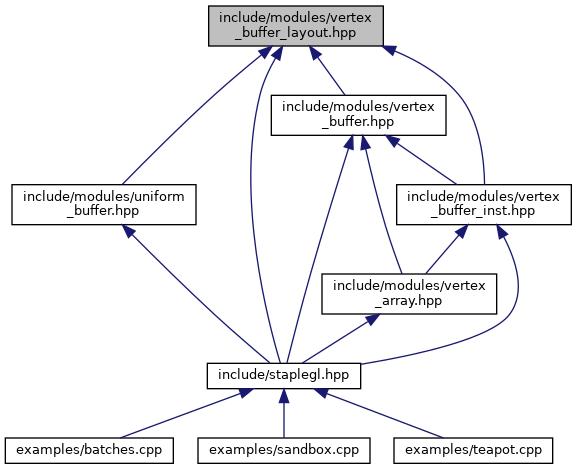 include/modules/vertex
_buffer_layout.hpp
include/modules/vertex
_buffer.hpp
include/modules/uniform
_buffer.hpp
include/modules/vertex
_buffer_inst.hpp
include/modules/vertex
_array.hpp
include/staplegl.hpp
examples/batches.cpp
examples/sandbox.cpp
examples/teapot.cpp